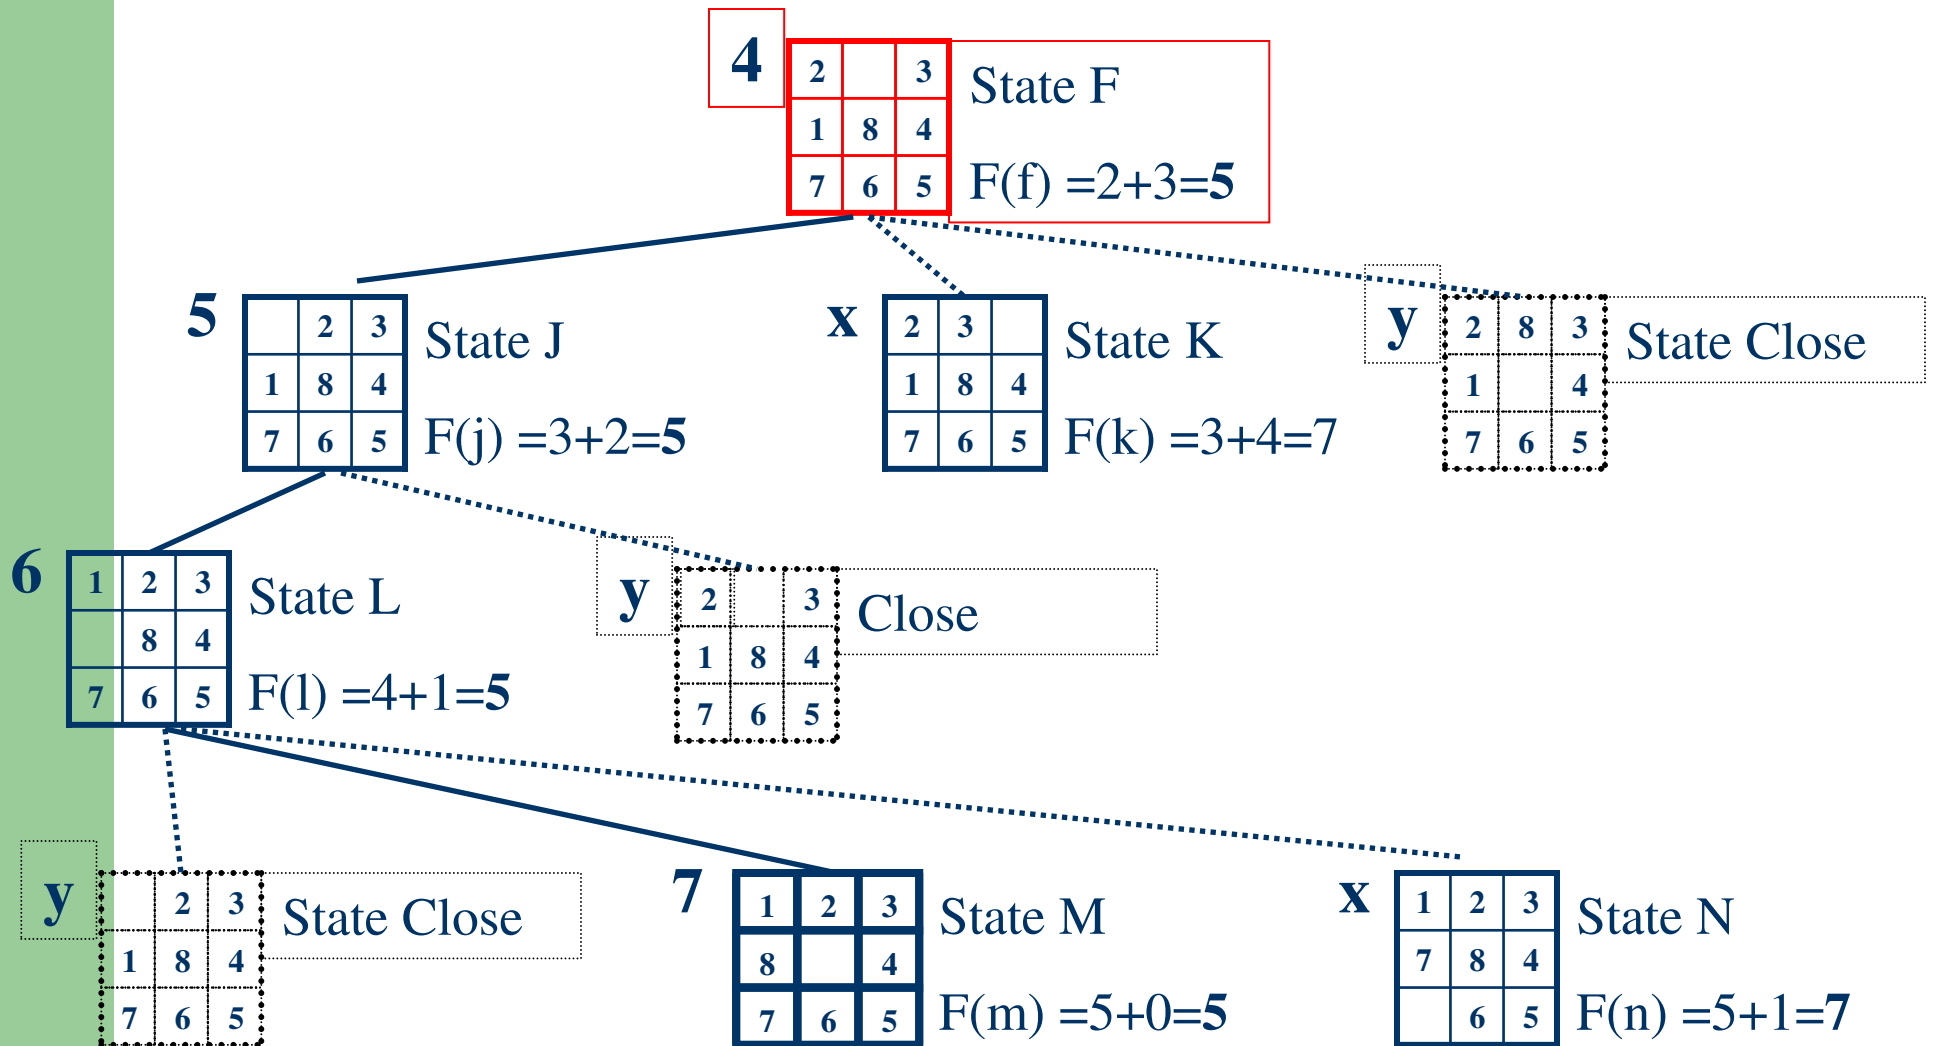 4
2 3
1 8 4
7 6 5
State F
F(f) =2+3=5
5
2 3
1 8 4
7 6 5
State J
F(j) =3+2=5
x
2 3
1 8 4
7 6 5
State K
F(k) =3+4=7
y
2 8 3
1 4
7 6 5
State Close
6
1 2 3
8 4
7 6 5
State L
F(l) =4+1=5
y
2 3
1 8 4
7 6 5
Close
y
2 3
1 8 4
7 6 5
State Close
7
1 2 3
8 4
7 6 5
State M
F(m) =5+0=5
x
1 2 3
7 8 4
6 5
State N
F(n) =5+1=7